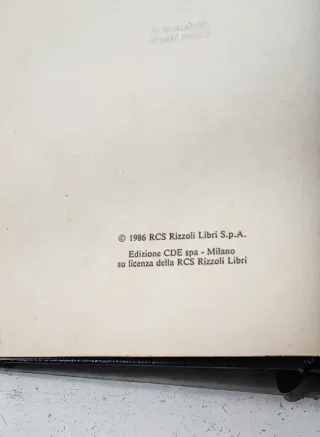 © 1986 RCS Rizzoli Libri S.p.A.
Edizione CDE spa - Milano
su licenza della RCS Rizzoli Libri